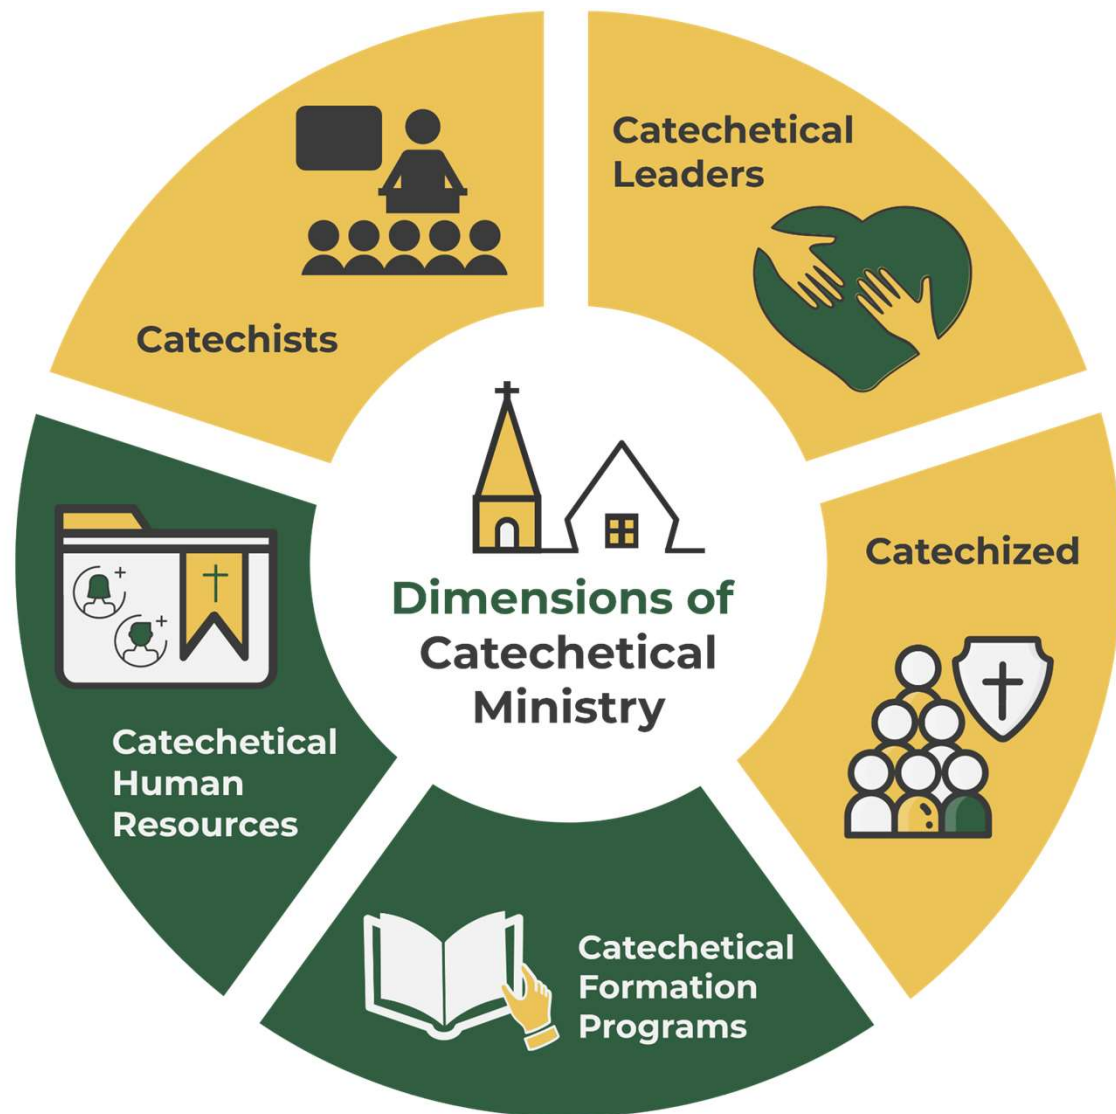 Catechetical
Leaders
Catechists
Catechized
Dimensions of
Catechetical
Ministry
Catechetical
Human
Resources
Catechetical
Formation
Programs